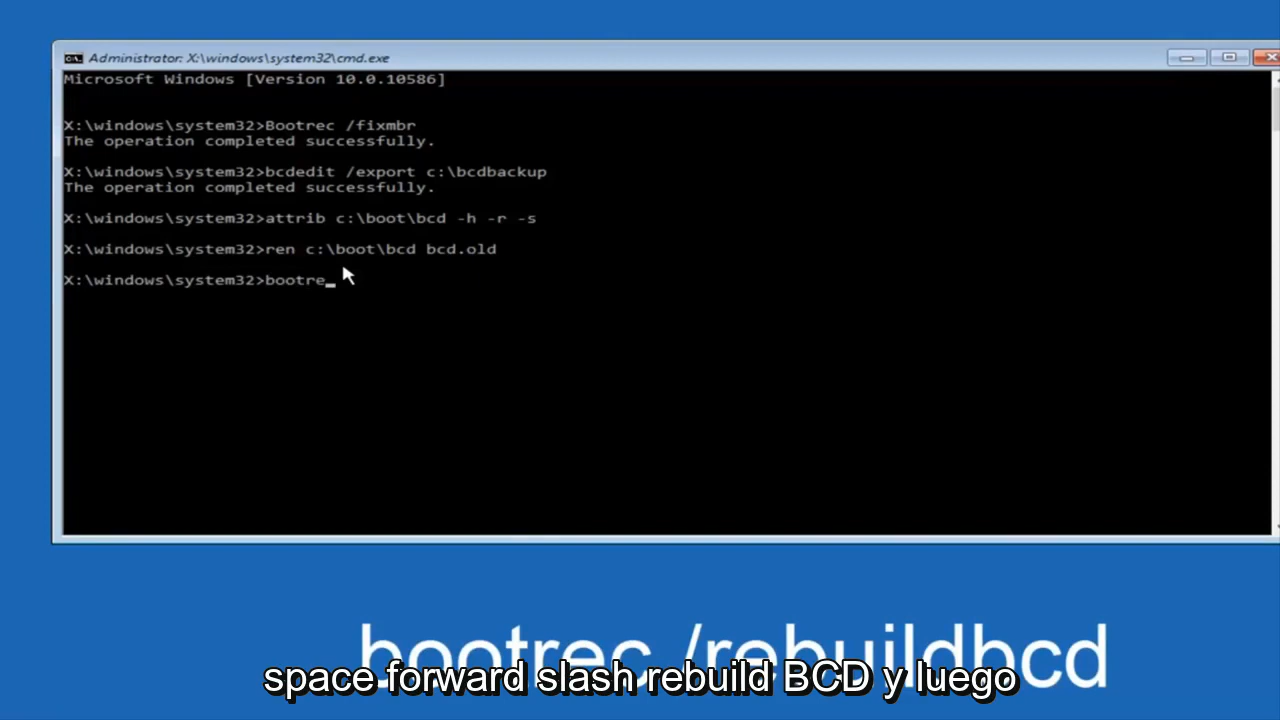 Administrator: X:\windows\system32\cmd.exe
Microsoft Windows [Version 10.0.10586]
X:\windows\system32>Bootrec /fixmbr
The operation completed successfully.
X:\windows\system32>bcdedit /export c:\bcdbackup
The operation completed successfully.
X:\windows\system32>attrib c:\boot\bcd -h -r -s
X:\windows\system32>ren c:\boot\bcd bcd.old
X:\windows\system32>bootre_
bootrec /rebuildbcd
space forward slash rebuild BCD y luego